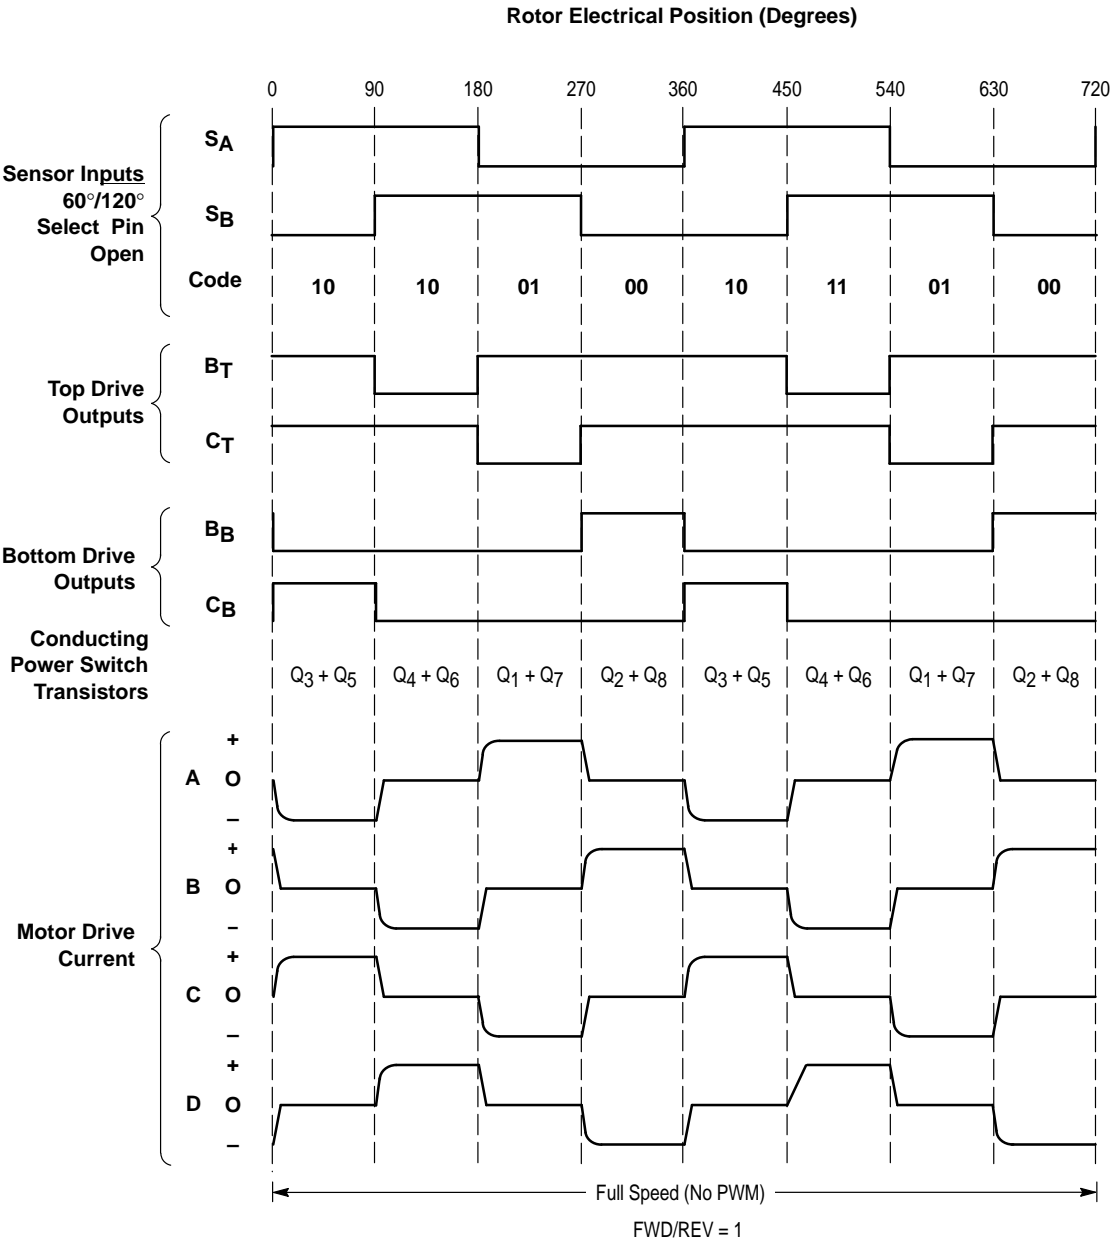 Rotor Electrical Position (Degrees)
0 90 180 270 360 450 540 630 720
Sensor Inputs
60°/120°
Select Pin
Open
SA
SB
Code 10 10 01 00 10 11 01 00
Top Drive
Outputs
BT
CT
Bottom Drive
Outputs
BB
CB
Conducting
Power Switch
Transistors
Q3 + Q5 Q4 + Q6 Q1 + Q7 Q2 + Q8 Q3 + Q5 Q4 + Q6 Q1 + Q7 Q2 + Q8
Motor Drive
Current
+
A O
–
+
B O
–
+
C O
–
+
D O
–
Full Speed (No PWM)
FWD/REV = 1